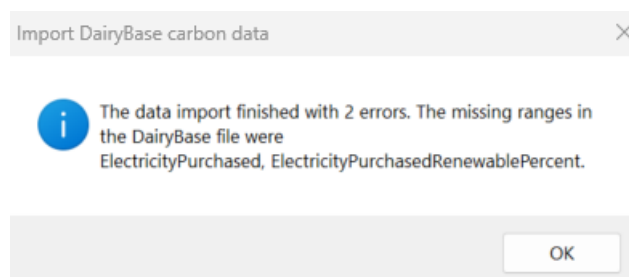 Import DairyBase carbon data
The data import finished with 2 errors. The missing ranges in
the DairyBase file were
ElectricityPurchased, ElectricityPurchasedRenewablePercent.
OK